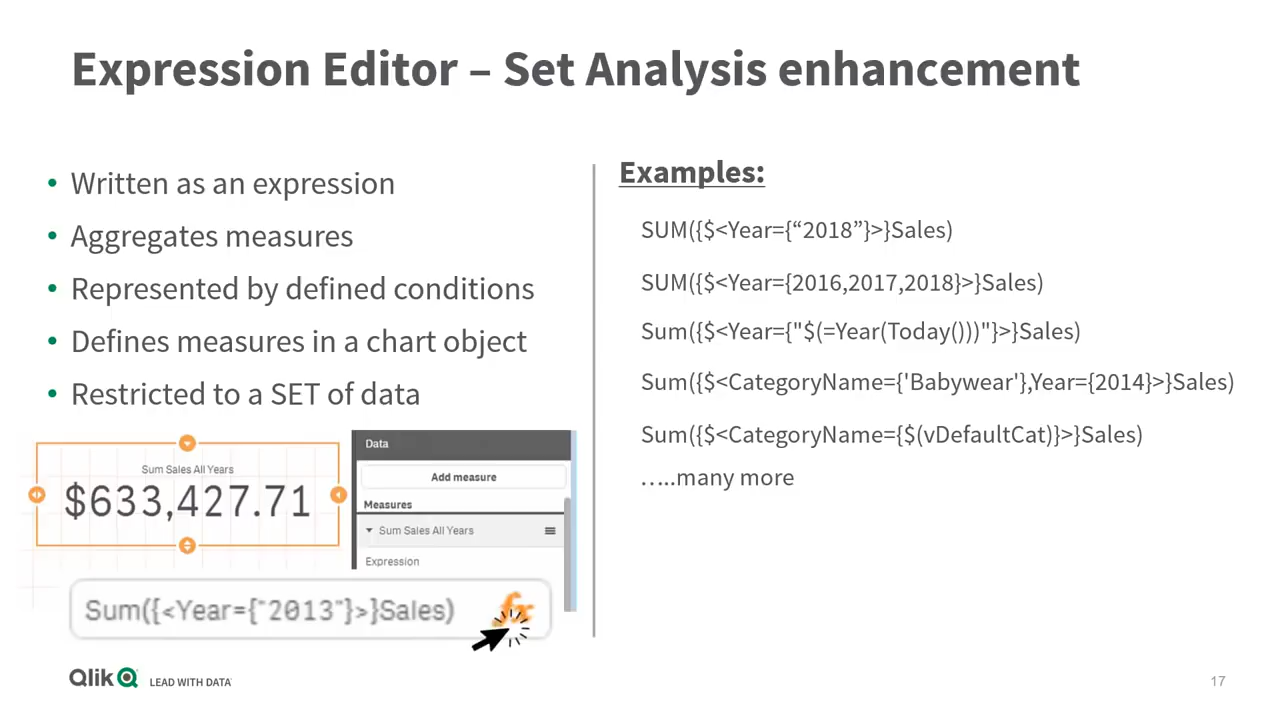 Expression Editor – Set Analysis enhancement
• Written as an expression
• Aggregates measures
• Represented by defined conditions
• Defines measures in a chart object
• Restricted to a SET of data
Sum Sales All Years
$633,427.71
Data
Add measure
Measures
Sum Sales All Years
Expression
Sum({<Year={"2013"}>}Sales)
fx
Examples:
SUM({$<Year={“2018”}>}Sales)
SUM({$<Year={2016,2017,2018}>}Sales)
Sum({$<Year={"$(=Year(Today()))"}>}Sales)
Sum({$<CategoryName={'Babywear'},Year={2014}>}Sales)
Sum({$<CategoryName={$(vDefaultCat)}>}Sales)
…..many more
Qlik LEAD WITH DATA
17